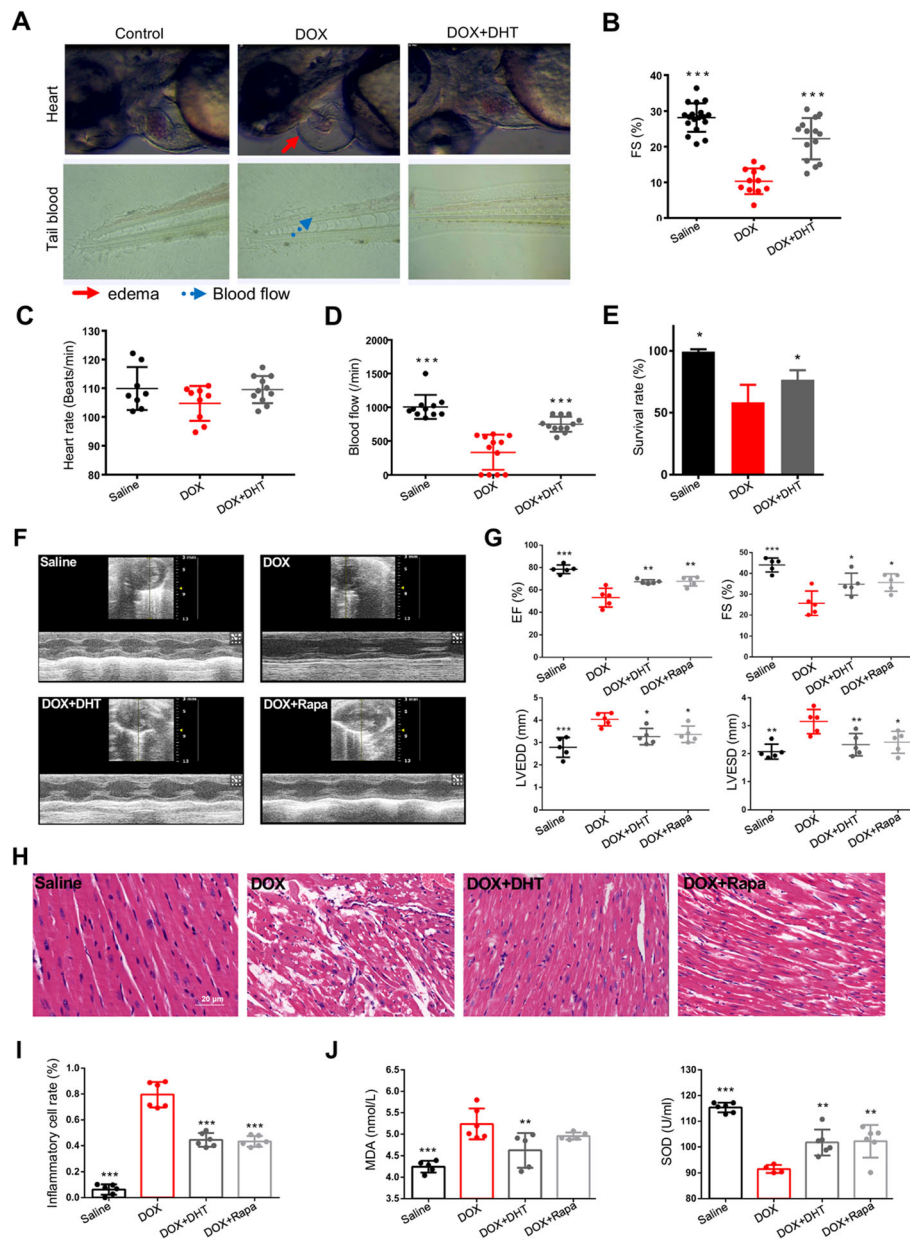 A
Control
DOX
DOX+DHT
Heart
Tail blood
edema
Blood flow
B
FS (%)
40
30
20
10
0
***
***
Saline
DOX
DOX+DHT
C
Heart rate (Beats/min)
130
120
110
100
90
80
Saline
DOX
DOX+DHT
D
Blood flow (/min)
2000
1500
1000
500
0
***
***
Saline
DOX
DOX+DHT
E
Survival rate (%)
100
50
0
*
*
Saline
DOX
DOX+DHT
F
Saline
DOX
DOX+DHT
DOX+Rapa
G
EF (%)
100
80
60
40
20
0
***
**
**
Saline
DOX
DOX+DHT
DOX+Rapa
FS (%)
50
40
30
20
10
0
***
*
*
Saline
DOX
DOX+DHT
DOX+Rapa
LVEDD (mm)
6
5
4
3
2
1
0
***
*
*
Saline
DOX
DOX+DHT
DOX+Rapa
LVESD (mm)
5
4
3
2
1
0
**
**
*
Saline
DOX
DOX+DHT
DOX+Rapa
H
Saline
DOX
DOX+DHT
DOX+Rapa
20 μm
I
Inflammatory cell rate (%)
1.0
0.8
0.6
0.4
0.2
0.0
***
***
***
Saline
DOX
DOX+DHT
DOX+Rapa
J
MDA (nmol/L)
6.5
6.0
5.5
5.0
4.5
4.0
3.5
***
**
Saline
DOX
DOX+DHT
DOX+Rapa
SOD (U/ml)
120
110
100
90
80
***
**
**
Saline
DOX
DOX+DHT
DOX+Rapa